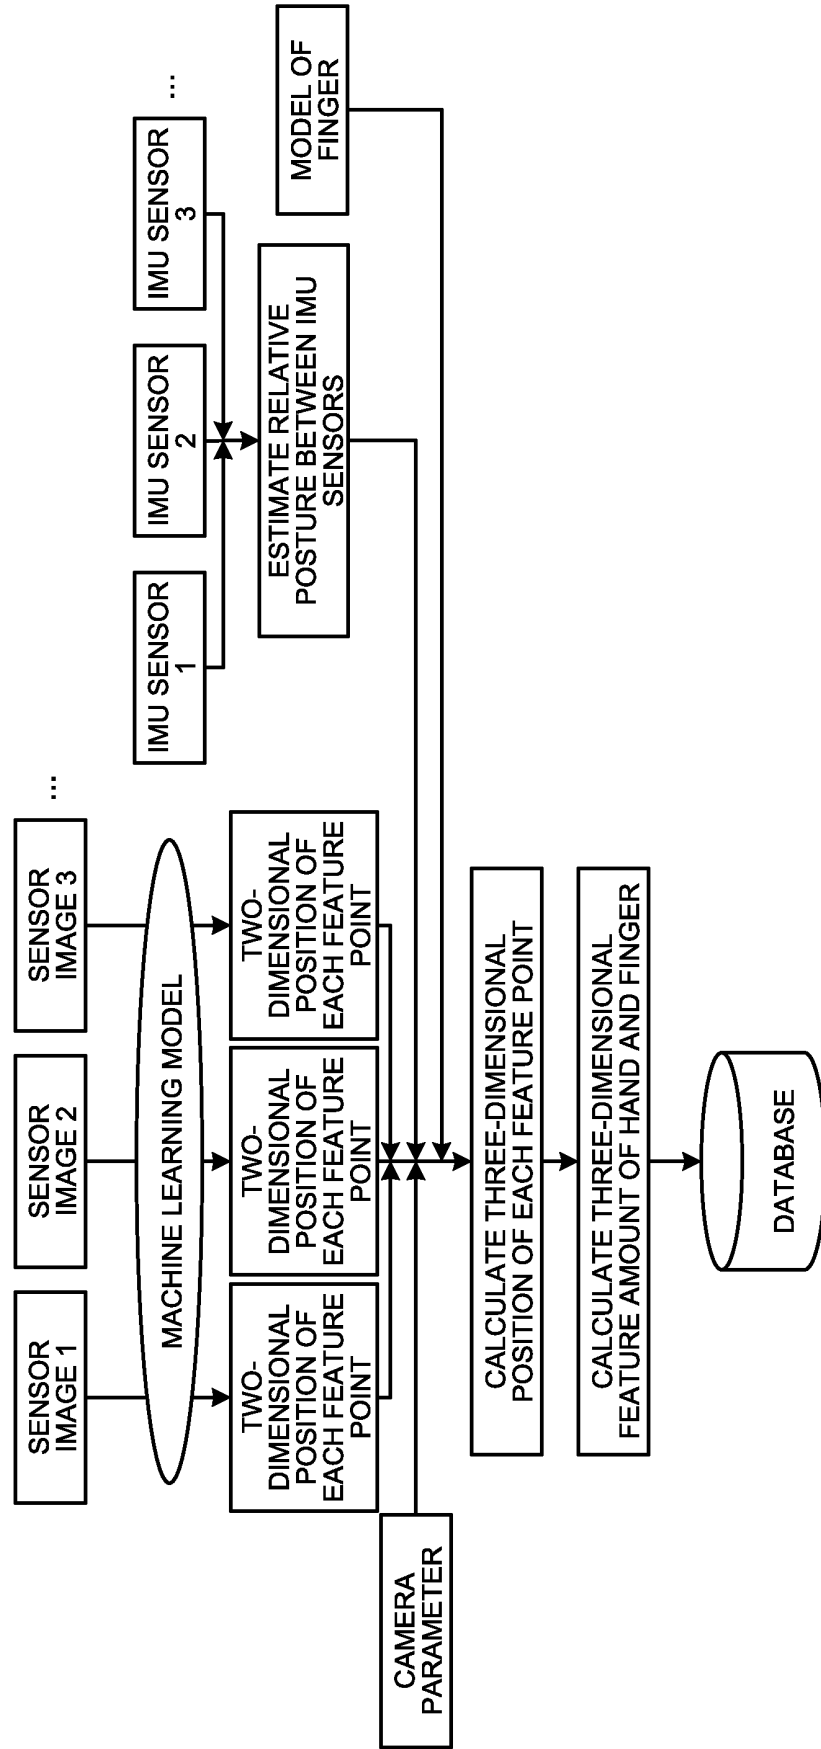 SENSOR
IMAGE 1
SENSOR
IMAGE 2
SENSOR
IMAGE 3
...
MACHINE LEARNING MODEL
IMU SENSOR
1
IMU SENSOR
2
IMU SENSOR
3
...
TWO-
DIMENSIONAL
POSITION OF
EACH FEATURE
POINT
TWO-
DIMENSIONAL
POSITION OF
EACH FEATURE
POINT
TWO-
DIMENSIONAL
POSITION OF
EACH FEATURE
POINT
ESTIMATE RELATIVE
POSTURE BETWEEN IMU
SENSORS
MODEL OF
FINGER
CAMERA
PARAMETER
CALCULATE THREE-DIMENSIONAL
POSITION OF EACH FEATURE POINT
CALCULATE THREE-DIMENSIONAL
FEATURE AMOUNT OF HAND AND FINGER
DATABASE